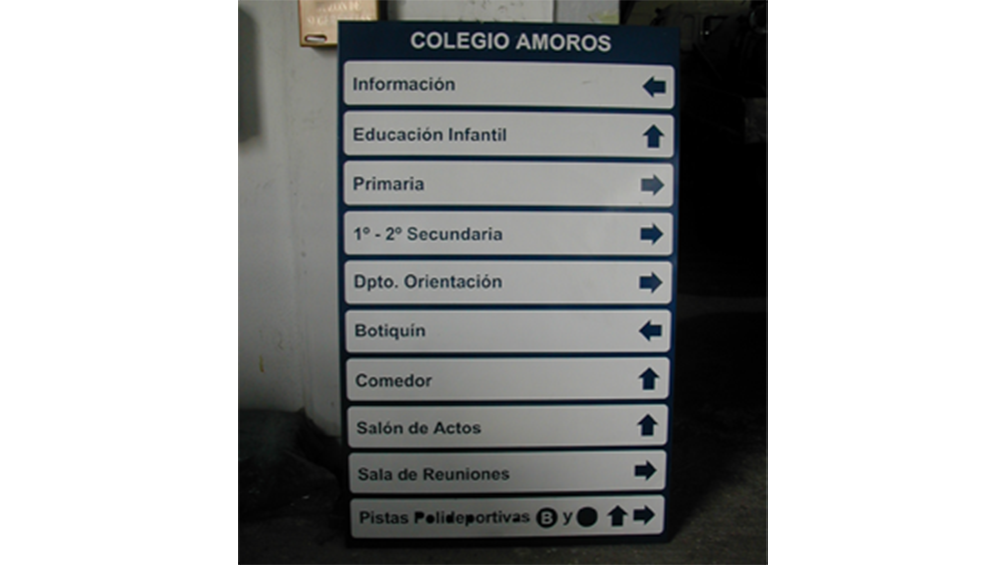 COLEGIO AMOROS
Información
Educación Infantil
Primaria
1º - 2º Secundaria
Dpto. Orientación
Botiquín
Comedor
Salón de Actos
Sala de Reuniones
Pistas Polideportivas B y